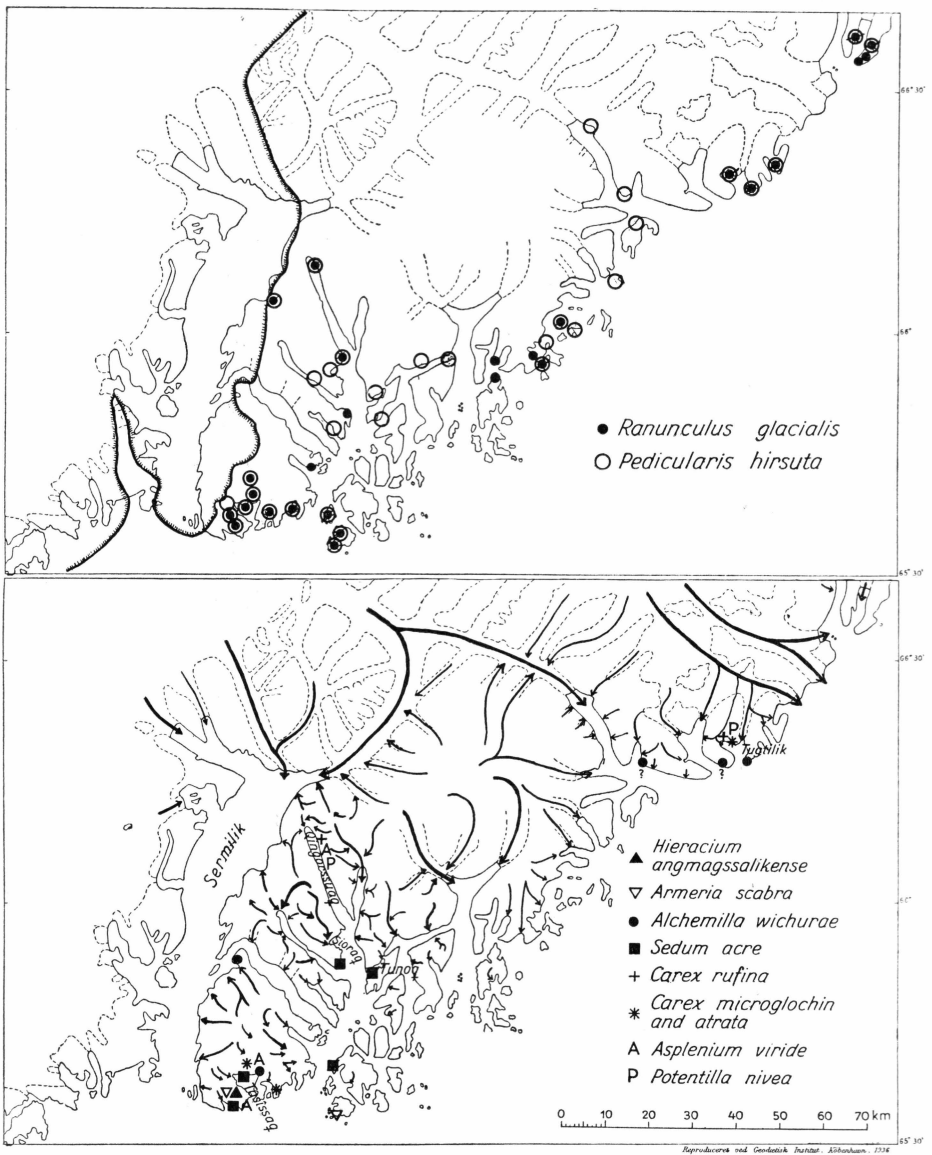 66° 30'
66°
● Ranunculus glacialis
○ Pedicularis hirsuta
65° 30'
66° 30'
P
Tugtilik
? ?
Sermilik
P
Qioraq
Tunoq
Hieracium
▲ angmagssalikense
▽ Armeria scabra
● Alchemilla wichurae
■ Sedum acre
+ Carex rufina
Carex microglochin
✳ and atrata
A Asplenium viride
P Potentilla nivea
A
A
0 10 20 30 40 50 60 70 km
65° 30'
Reproduceret ved Geodætisk Institut. København. 1936